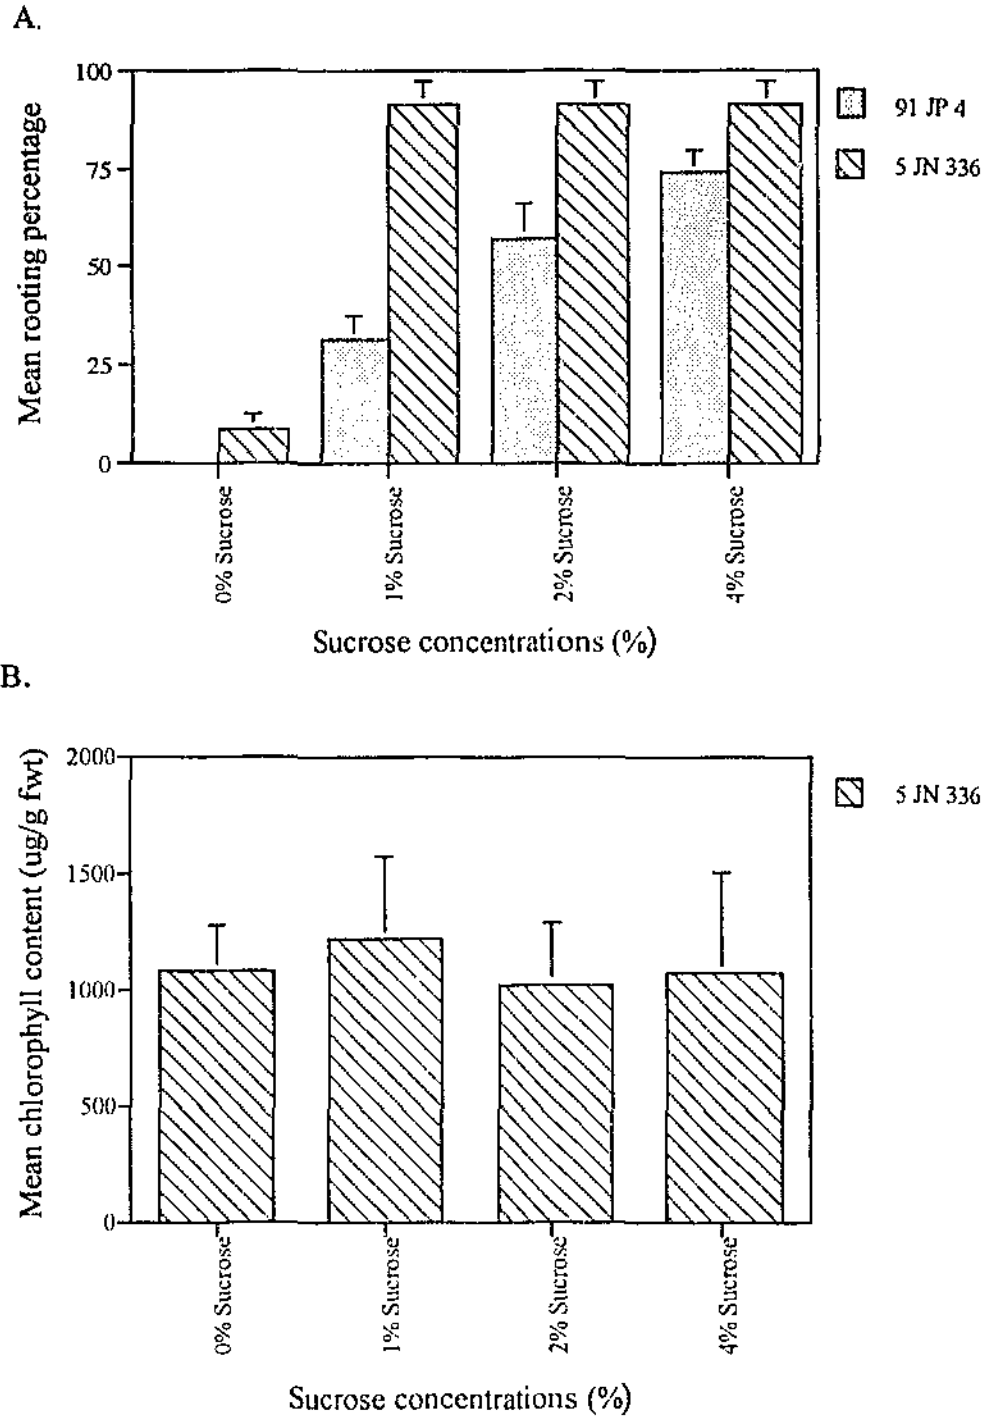 A.
Mean rooting percentage
100
75
50
25
0
91 JP 4
5 JN 336
0% Sucrose
1% Sucrose
2% Sucrose
4% Sucrose
Sucrose concentrations (%)
B.
Mean chlorophyll content (ug/g fwt)
2000
1500
1000
500
0
5 JN 336
0% Sucrose
1% Sucrose
2% Sucrose
4% Sucrose
Sucrose concentrations (%)